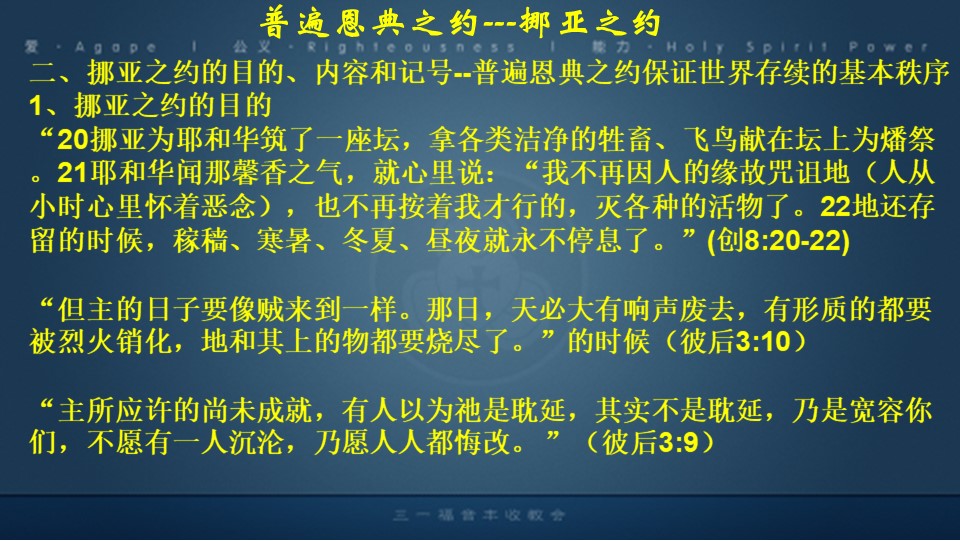 普遍恩典之约---挪亚之约
爱·Agape | 公义·Righteousness | 能力·Holy Spirit Power
二、挪亚之约的目的、内容和记号--普遍恩典之约保证世界存续的基本秩序
1、挪亚之约的目的
“20挪亚为耶和华筑了一座坛，拿各类洁净的牲畜、飞鸟献在坛上为燔祭
。21耶和华闻那馨香之气，就心里说：“我不再因人的缘故咒诅地（人从
小时心里怀着恶念），也不再按着我才行的，灭各种的活物了。22地还存
留的时候，稼穑、寒暑、冬夏、昼夜就永不停息了。”(创8:20-22)
“但主的日子要像贼来到一样。那日，天必大有响声废去，有形质的都要
被烈火销化，地和其上的物都要烧尽了。”的时候（彼后3:10）
“主所应许的尚未成就，有人以为祂是耽延，其实不是耽延，乃是宽容你
们，不愿有一人沉沦，乃愿人人都悔改。 ”（彼后3:9）
三一福音丰收教会